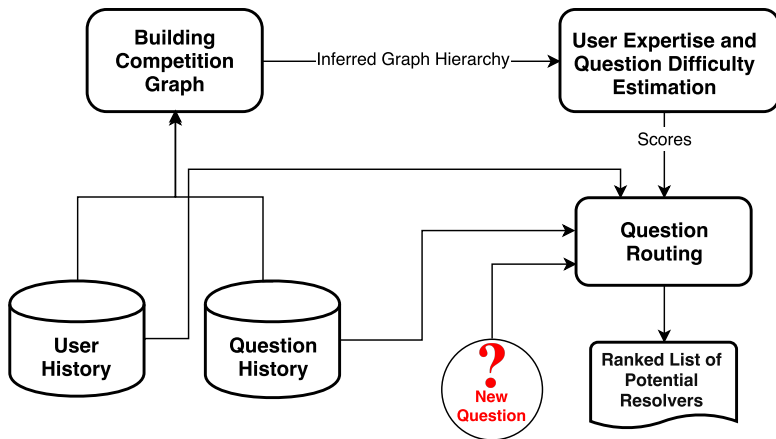 Building
Competition
Graph
Inferred Graph Hierarchy
User Expertise and
Question Difficulty
Estimation
Scores
Question
Routing
User
History
Question
History
?
New
Question
Ranked List of
Potential
Resolvers